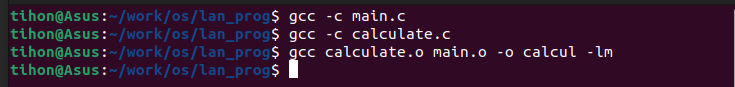 tihon@Asus:~/work/os/lan_prog$ gcc -c main.c
tihon@Asus:~/work/os/lan_prog$ gcc -c calculate.c
tihon@Asus:~/work/os/lan_prog$ gcc calculate.o main.o -o calcul -lm
tihon@Asus:~/work/os/lan_prog$